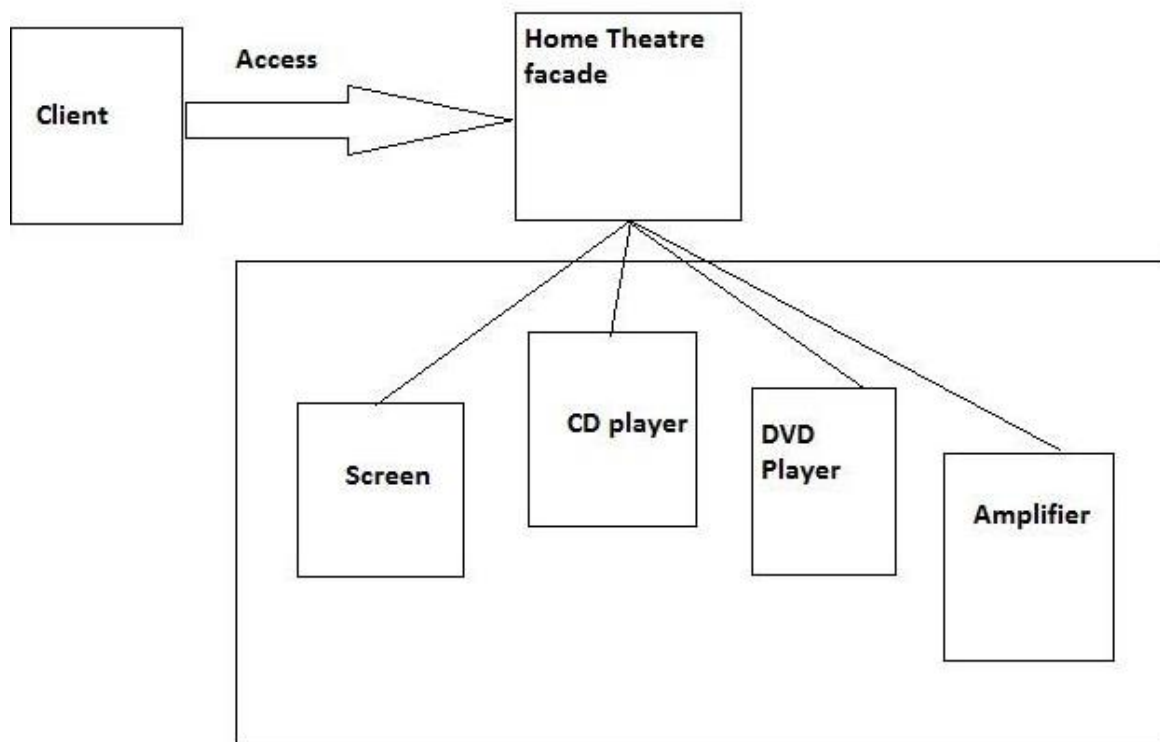 Client
Access
Home Theatre
facade
Screen
CD player
DVD
Player
Amplifier